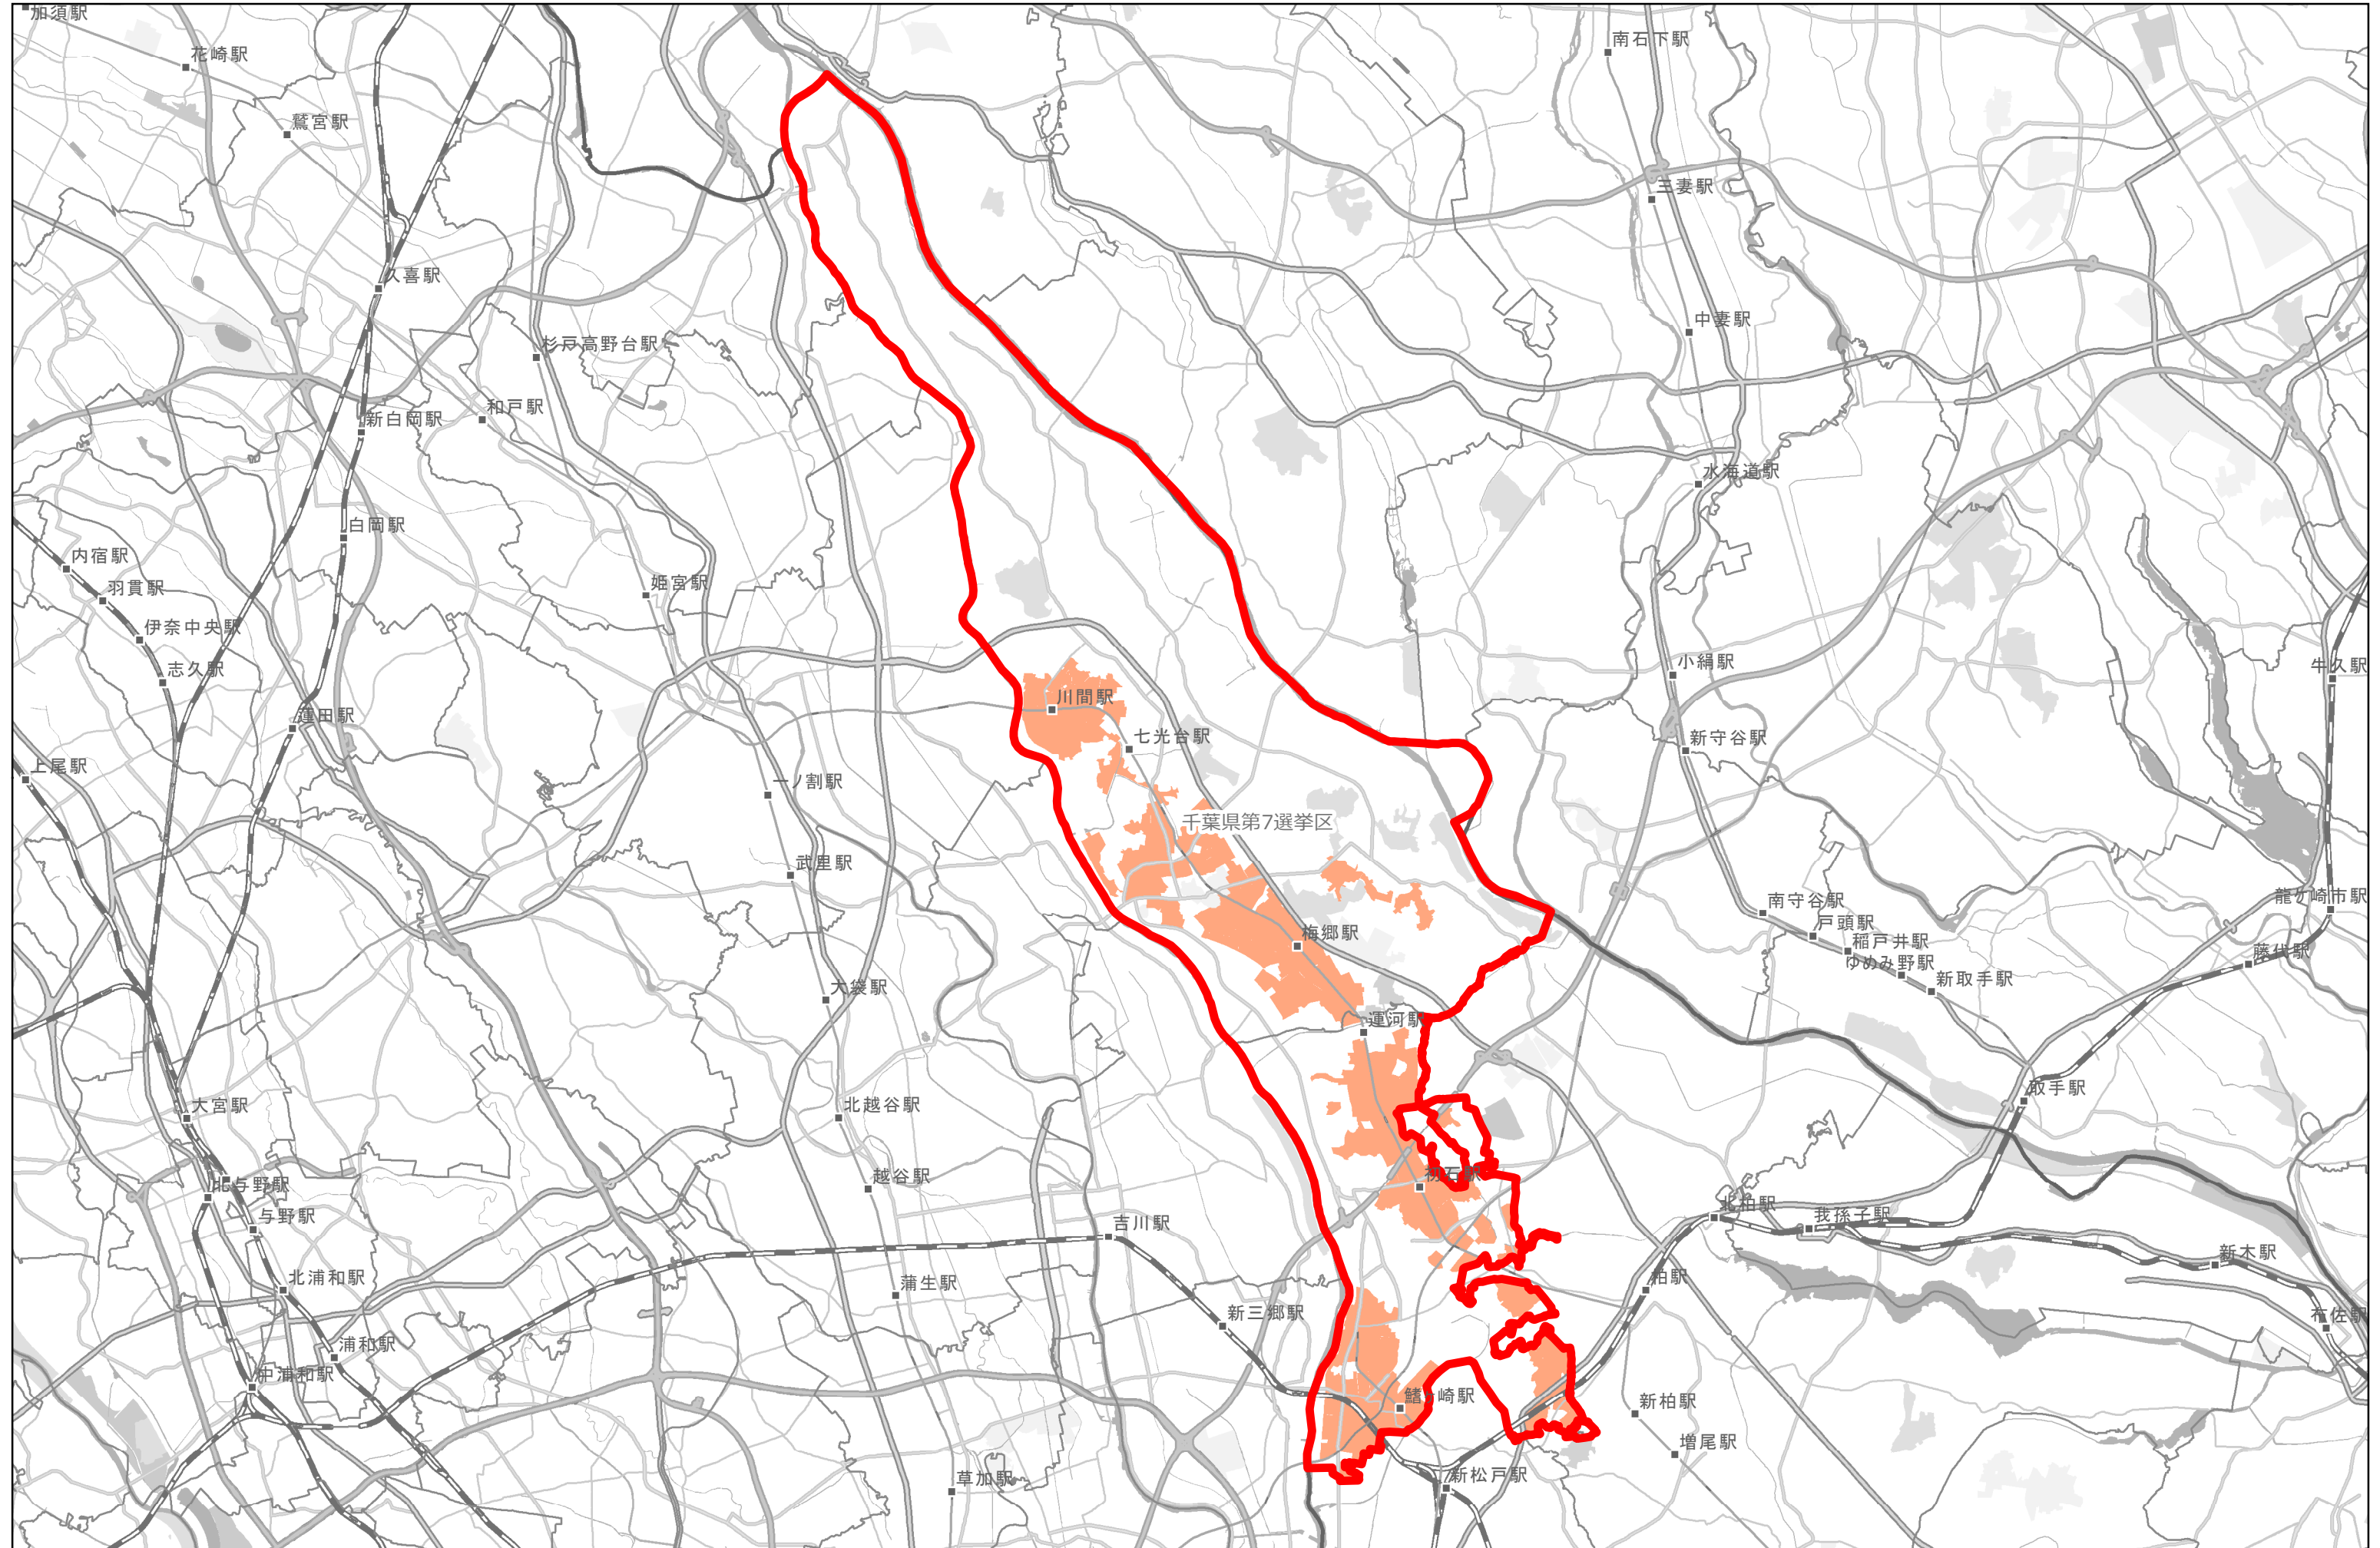 加須駅
花崎駅
南石下駅
鷲宮駅
三妻駅
久喜駅
中妻駅
杉戸高野台駅
和戸駅
新白岡駅
水海道駅
白岡駅
内宿駅
姫宮駅
羽貫駅
伊奈中央駅
志久駅
小絹駅
牛久駅
川間駅
蓮田駅
七光台駅
新守谷駅
上尾駅
一ノ割駅
千葉県第7選挙区
武里駅
南守谷駅
龍ケ崎市駅
戸頭駅
梅郷駅
稲戸井駅
藤代駅
ゆめみ野駅
新取手駅
大袋駅
運河駅
取手駅
大宮駅
北越谷駅
初石駅
越谷駅
北与野駅
北柏駅
我孫子駅
与野駅
吉川駅
新木駅
北浦和駅
蒲生駅
柏駅
新三郷駅
布佐駅
浦和駅
中浦和駅
鰭ヶ崎駅
新柏駅
増尾駅
新松戸駅
草加駅